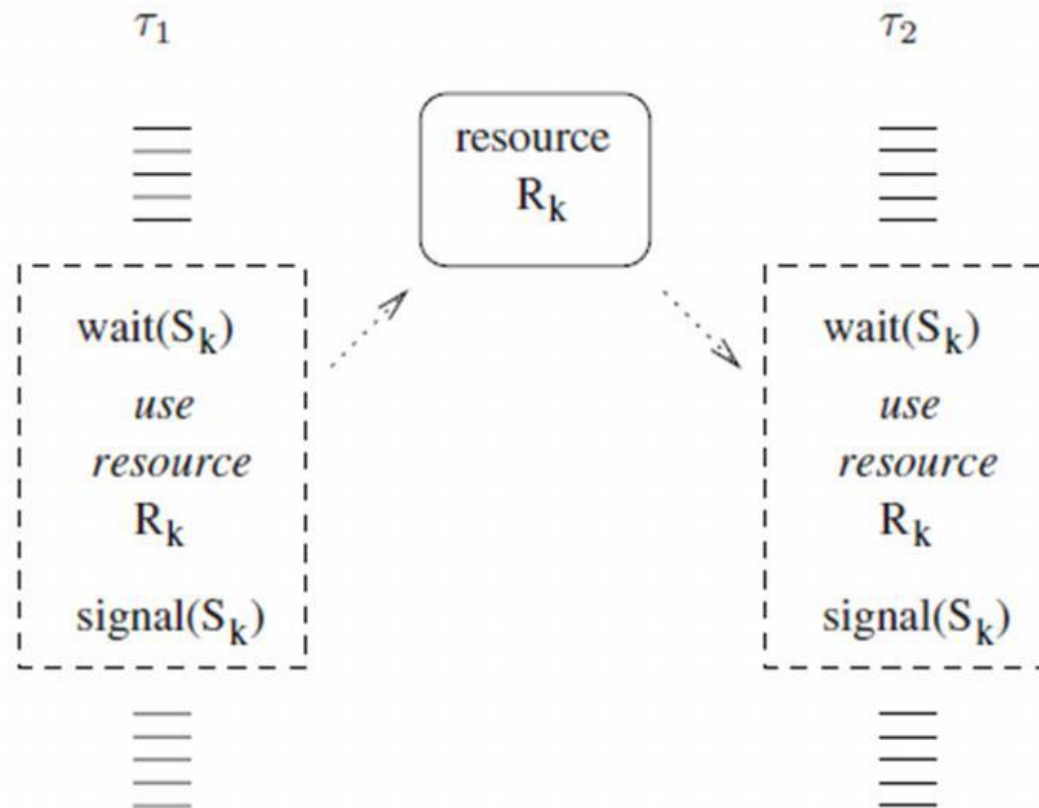 τ1
τ2
resource
Rk
wait(Sk)
use
resource
Rk
signal(Sk)
wait(Sk)
use
resource
Rk
signal(Sk)